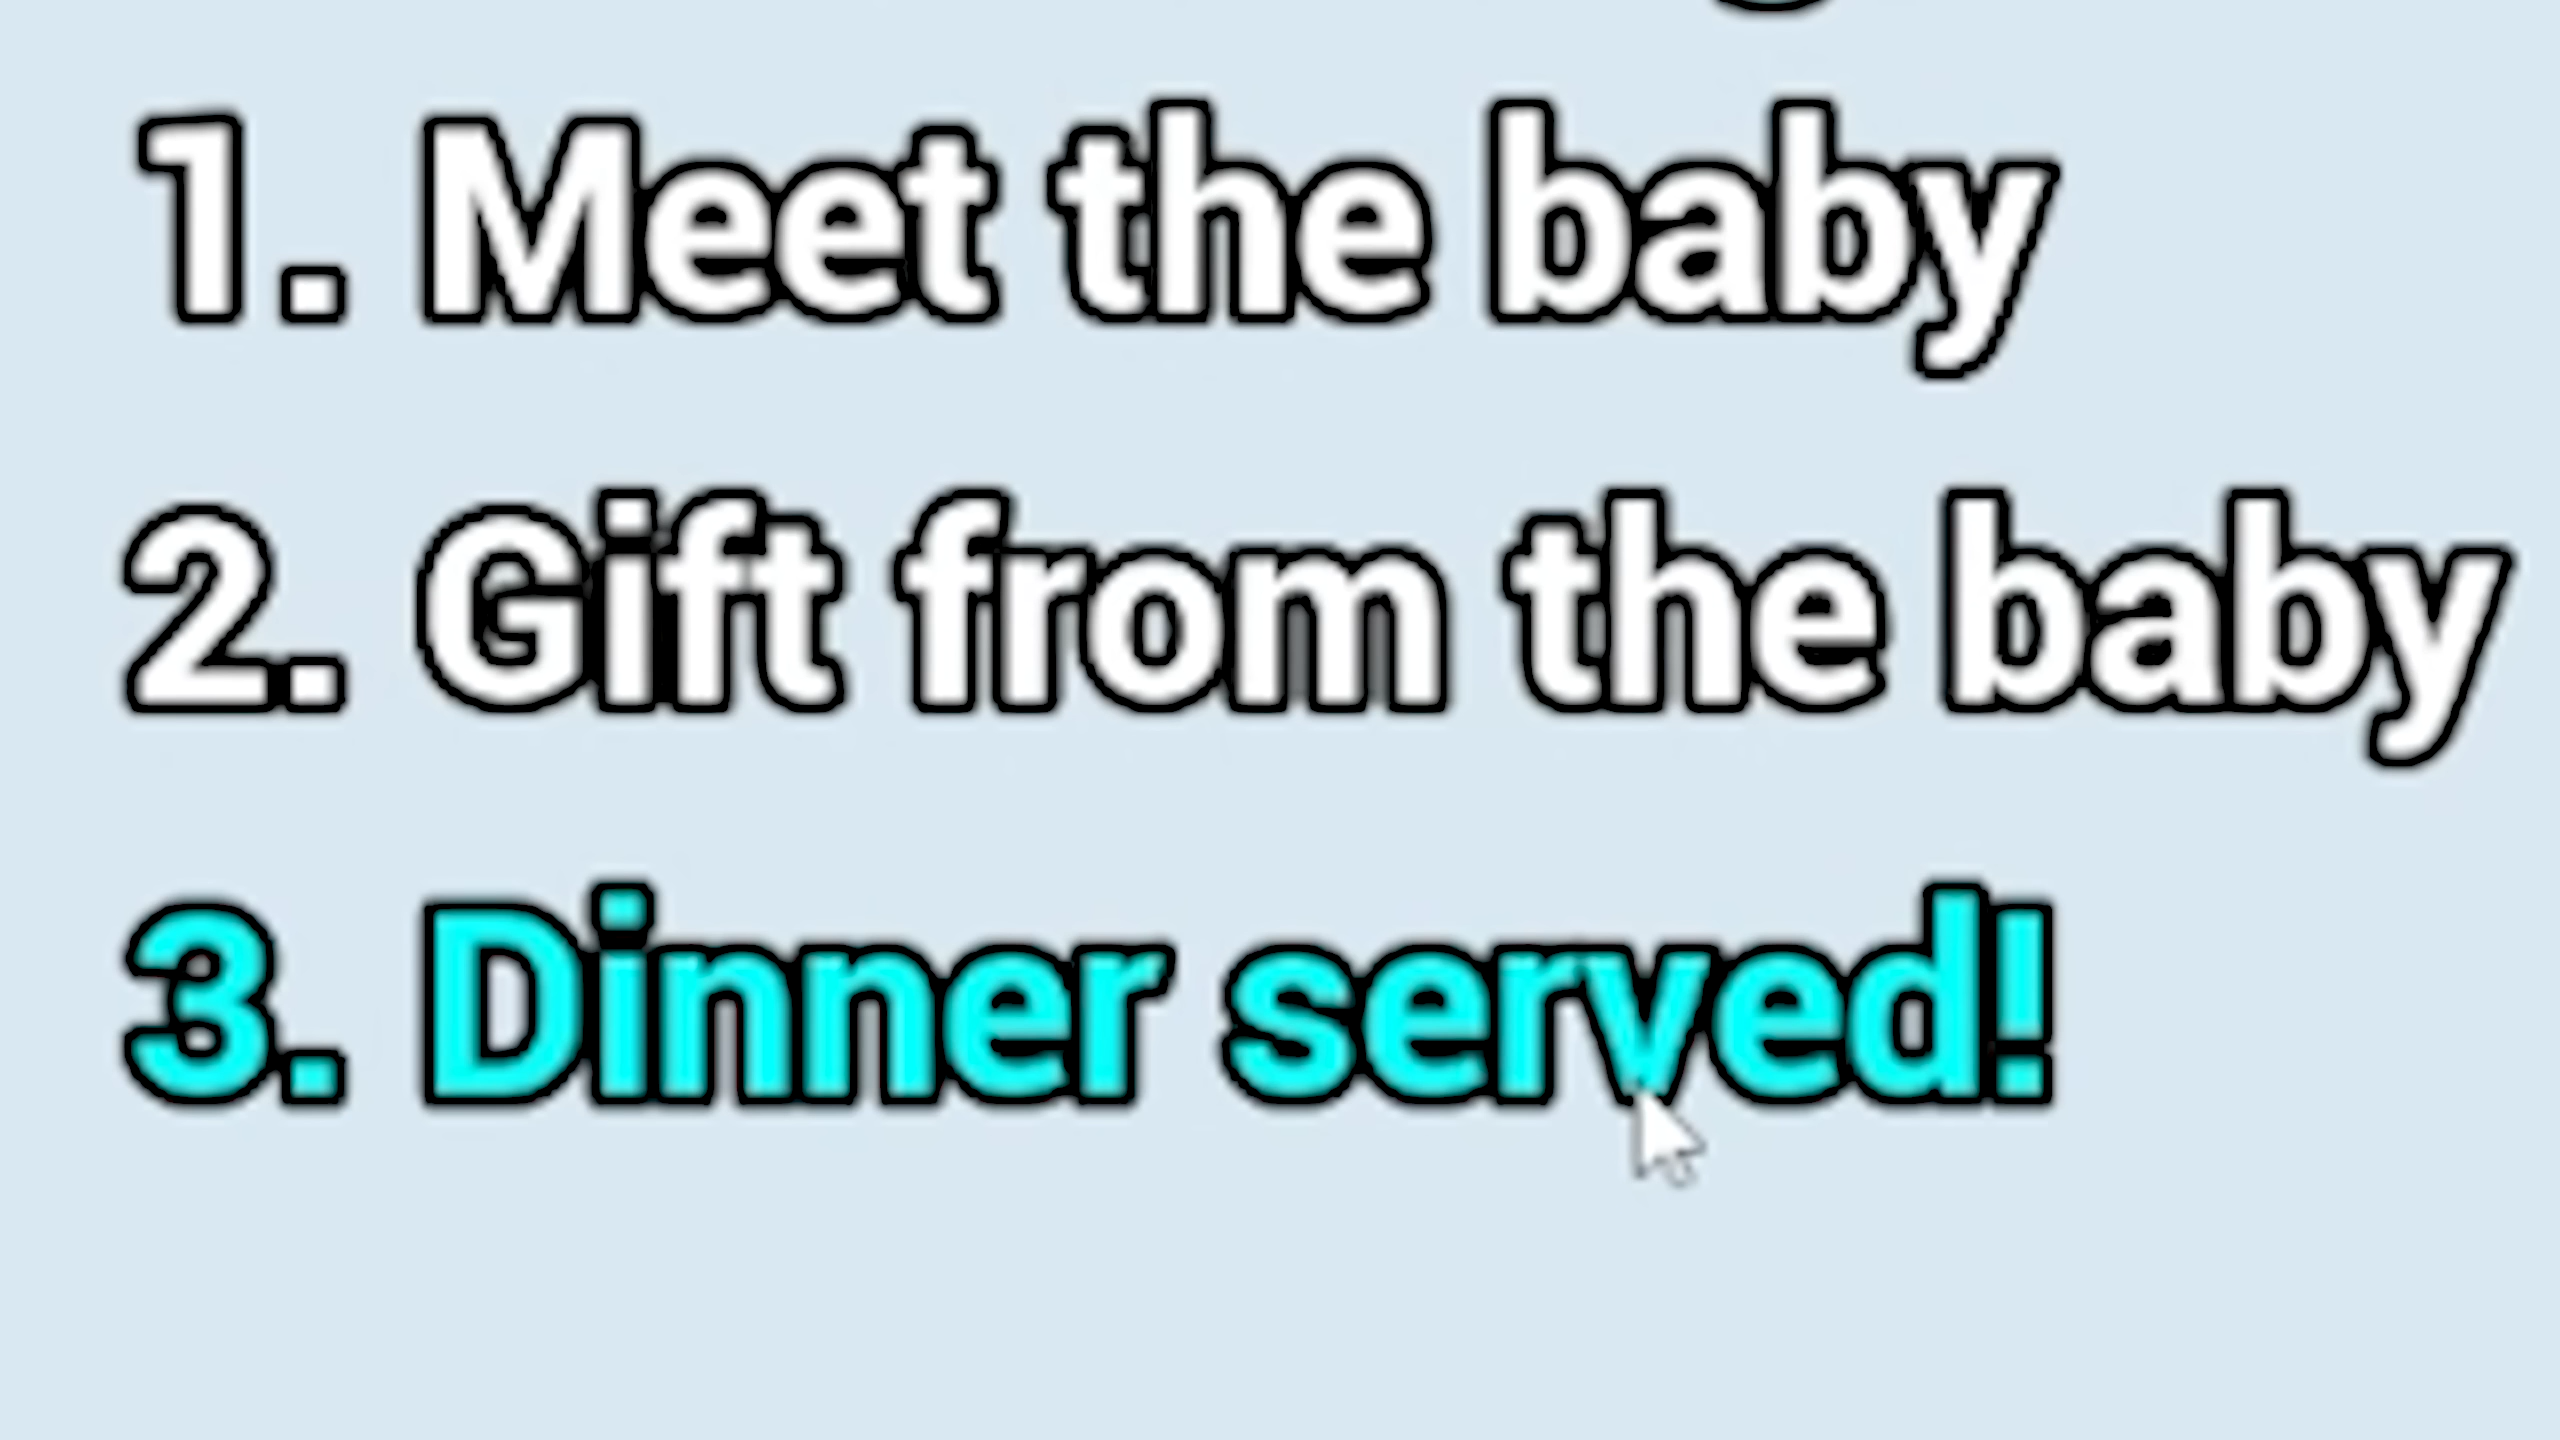 1. Meet the baby
2. Gift from the baby
3. Dinner served!